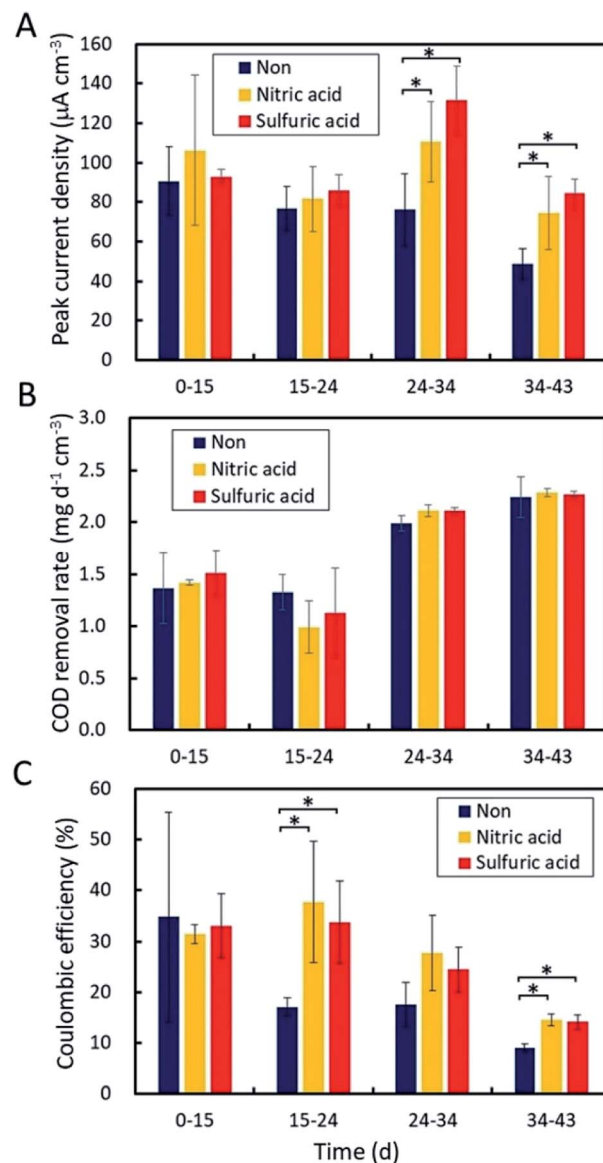 A
Peak current density (µA cm-3)
160
140
120
100
80
60
40
20
0
Non
Nitric acid
Sulfuric acid
*
*
*
*
0-15 15-24 24-34 34-43
B
COD removal rate (mg d-1 cm-3)
3.0
2.5
2.0
1.5
1.0
0.5
0.0
Non
Nitric acid
Sulfuric acid
0-15 15-24 24-34 34-43
C
Coulombic efficiency (%)
60
50
40
30
20
10
0
*
*
Non
Nitric acid
Sulfuric acid
*
*
0-15 15-24 24-34 34-43
Time (d)